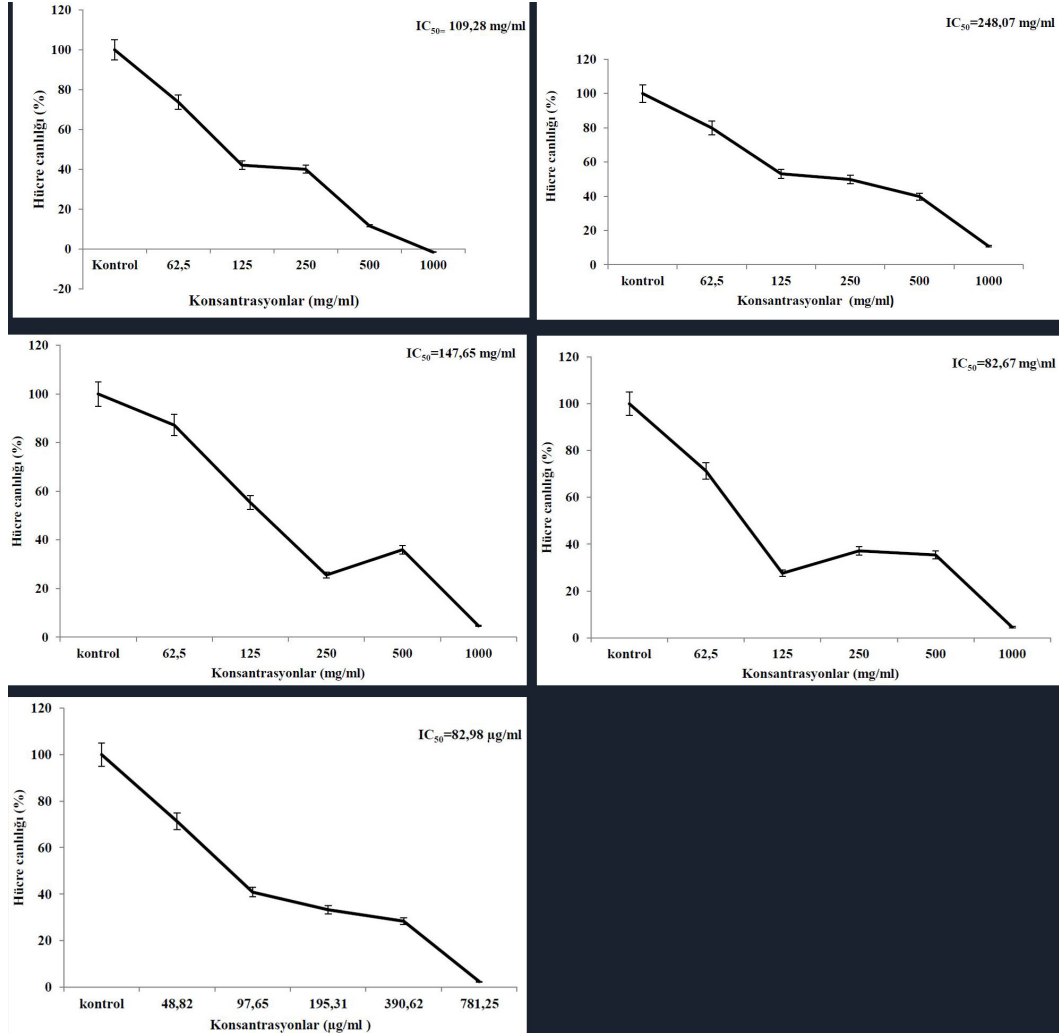 IC50= 109,28 mg/ml
Hücre canlılığı (%)
120
100
80
60
40
20
0
-20
Kontrol 62,5 125 250 500 1000
Konsantrasyonlar (mg/ml)
IC50=248,07 mg/ml
Hücre canlılığı (%)
120
100
80
60
40
20
0
kontrol 62,5 125 250 500 1000
Konsantrasyonlar (mg/ml)
IC50=147,65 mg/ml
Hücre canlılığı (%)
120
100
80
60
40
20
0
kontrol 62,5 125 250 500 1000
Konsantrasyonlar (mg/ml)
IC50=82,67 mg\ml
Hücre canlılığı (%)
120
100
80
60
40
20
0
kontrol 62,5 125 250 500 1000
Konsantrasyonlar (mg/ml)
IC50=82,98 µg/ml
Hücre canlılığı (%)
120
100
80
60
40
20
0
kontrol 48,82 97,65 195,31 390,62 781,25
Konsantrasyonlar (µg/ml )